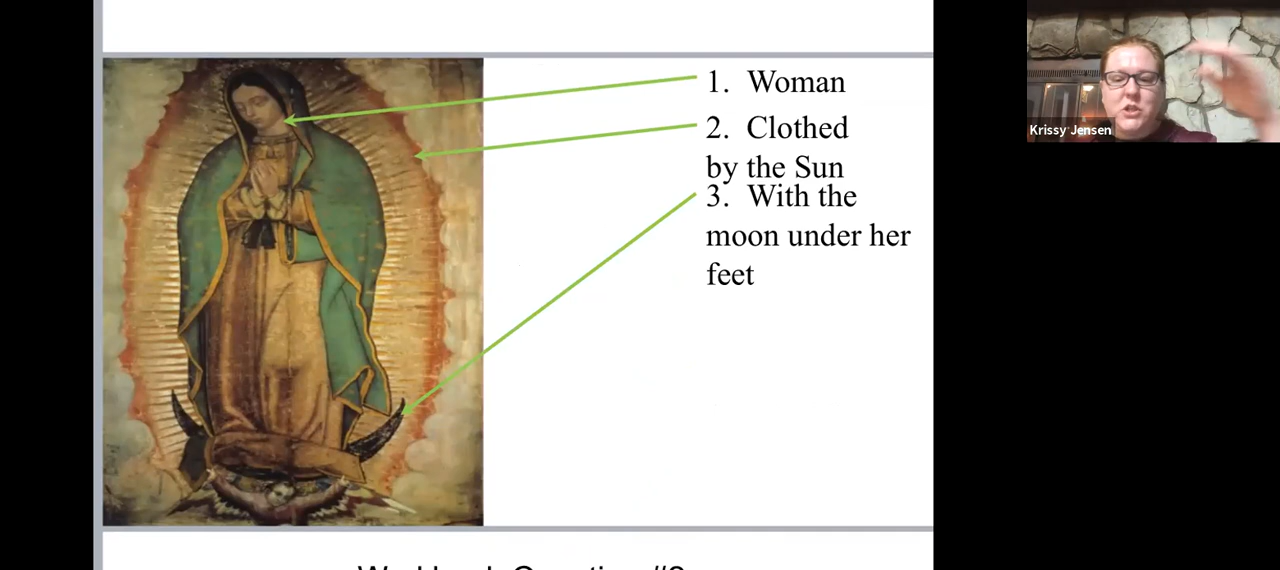 1. Woman
2. Clothed
by the Sun
3. With the
moon under her
feet
Krissy Jensen